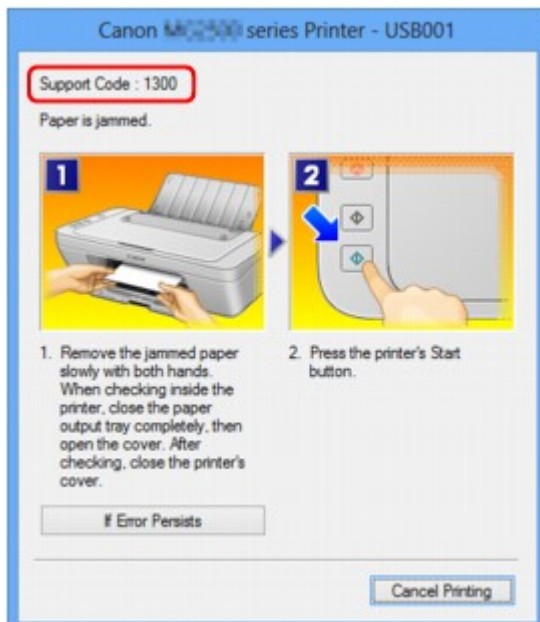 Canon series Printer - USB001
Support Code : 1300
Paper is jammed.
1
2
1. Remove the jammed paper
slowly with both hands.
When checking inside the
printer, close the paper
output tray completely, then
open the cover. After
checking, close the printer's
cover.
2. Press the printer's Start
button.
If Error Persists
Cancel Printing